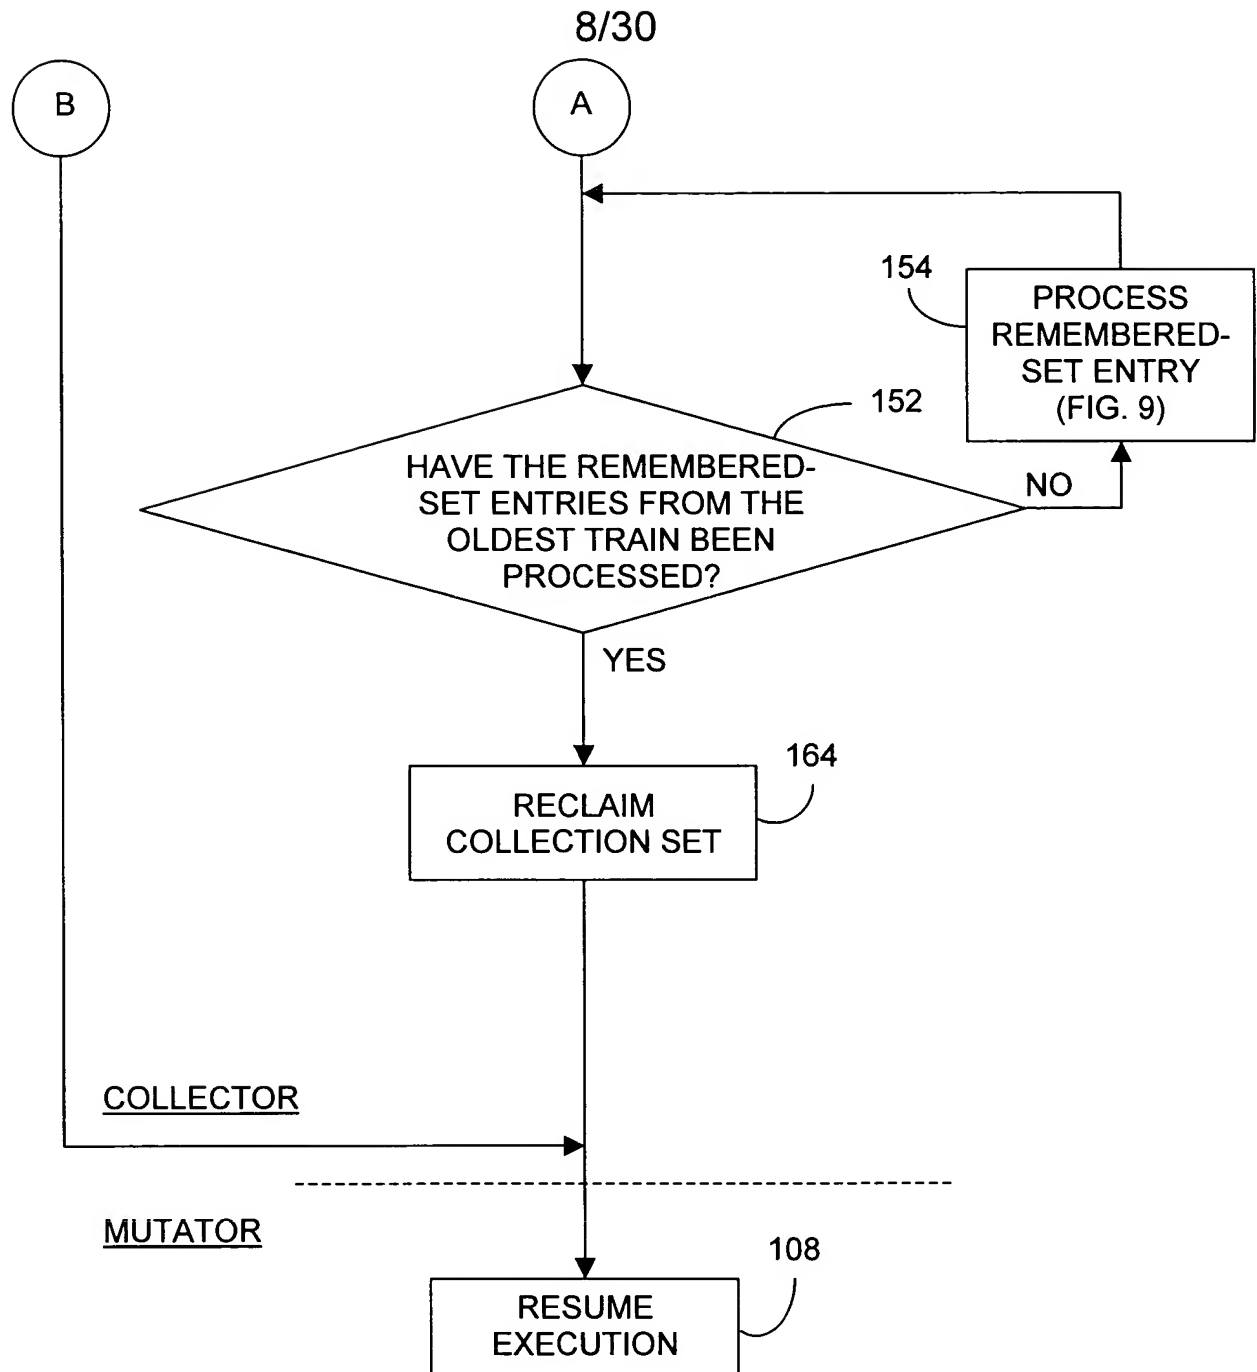 8/30
B
A
154
PROCESS
REMEMBERED-
SET ENTRY
(FIG. 9)
152
HAVE THE REMEMBERED-
SET ENTRIES FROM THE
OLDEST TRAIN BEEN
PROCESSED?
NO
YES
164
RECLAIM
COLLECTION SET
COLLECTOR
MUTATOR
108
RESUME
EXECUTION